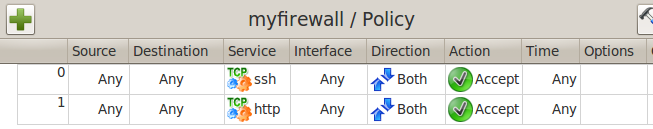 myfirewall / Policy
Source Destination Service Interface Direction Action Time Options
0 Any Any TCP ssh Any Both Accept Any
1 Any Any TCP http Any Both Accept Any